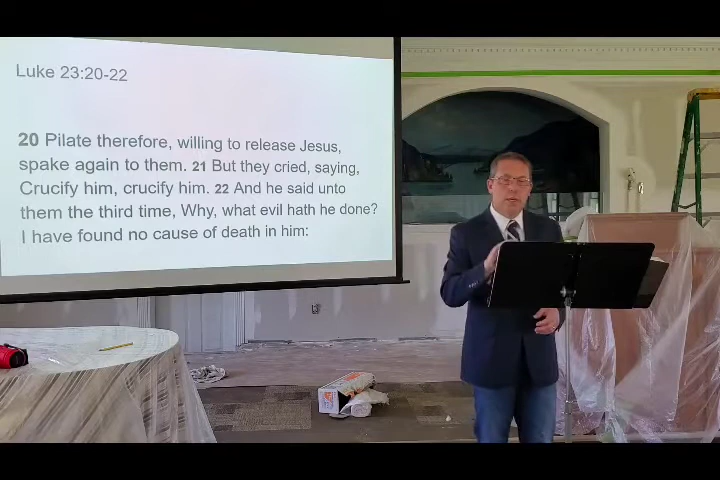 Luke 23:20-22
20 Pilate therefore, willing to release Jesus,
spake again to them. 21 But they cried, saying,
Crucify him, crucify him. 22 And he said unto
them the third time, Why, what evil hath he done?
I have found no cause of death in him: